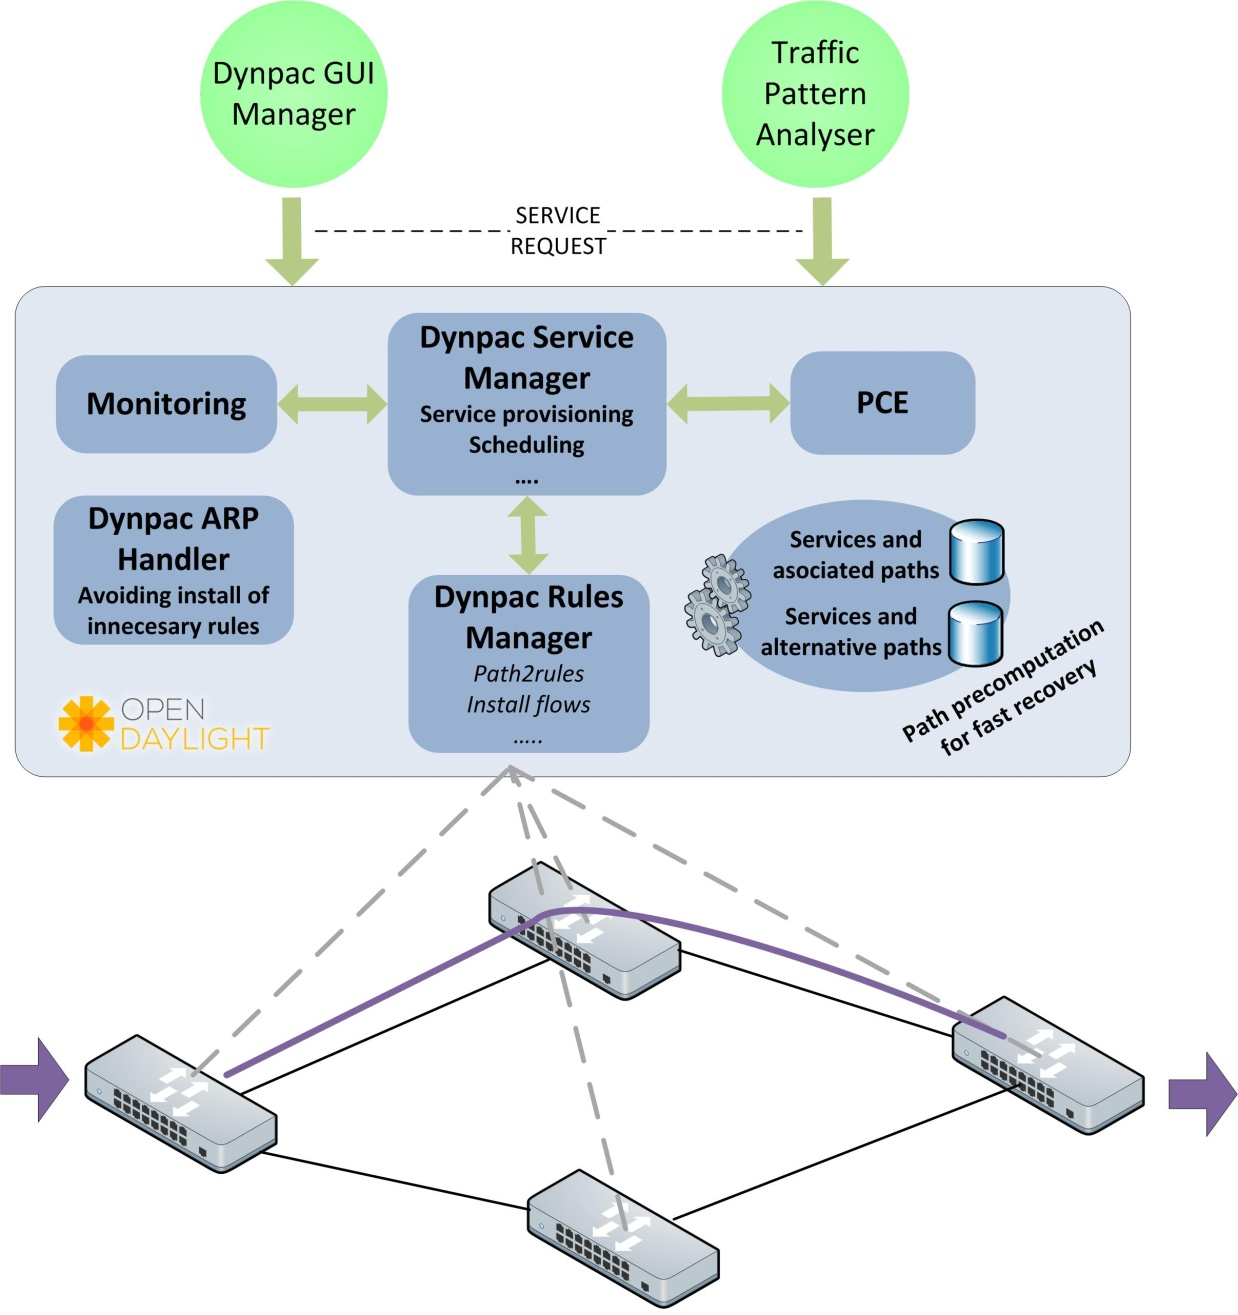 Dynpac GUI
Manager
Traffic
Pattern
Analyser
SERVICE
REQUEST
Dynpac Service
Manager
Service provisioning
Scheduling
....
Monitoring
PCE
Dynpac ARP
Handler
Avoiding install of
innecesary rules
Dynpac Rules
Manager
Path2rules
Install flows
.....
Services and
asociated paths
Services and
alternative paths
Path precomputation
for fast recovery
OPEN
DAYLIGHT